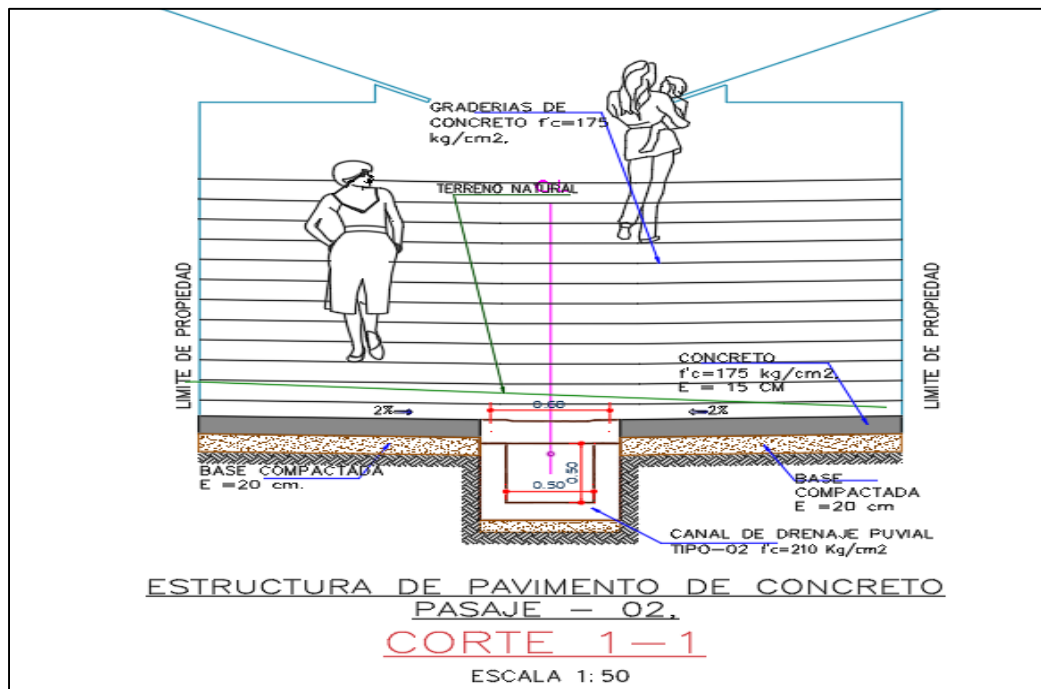 GRADERIAS DE
CONCRETO f'c=175
kg/cm2,
TERRENO NATURAL
LIMITE DE PROPIEDAD
LIMITE DE PROPIEDAD
CONCRETO
f'c=175 kg/cm2,
E = 15 CM
0.60
2%
2%
BASE COMPACTADA
E =20 cm.
0.50
0.50
BASE
COMPACTADA
E =20 cm
CANAL DE DRENAJE PUVIAL
TIPO-02 f'c=210 Kg/cm2
ESTRUCTURA DE PAVIMENTO DE CONCRETO
PASAJE - 02,
CORTE 1-1
ESCALA 1:50